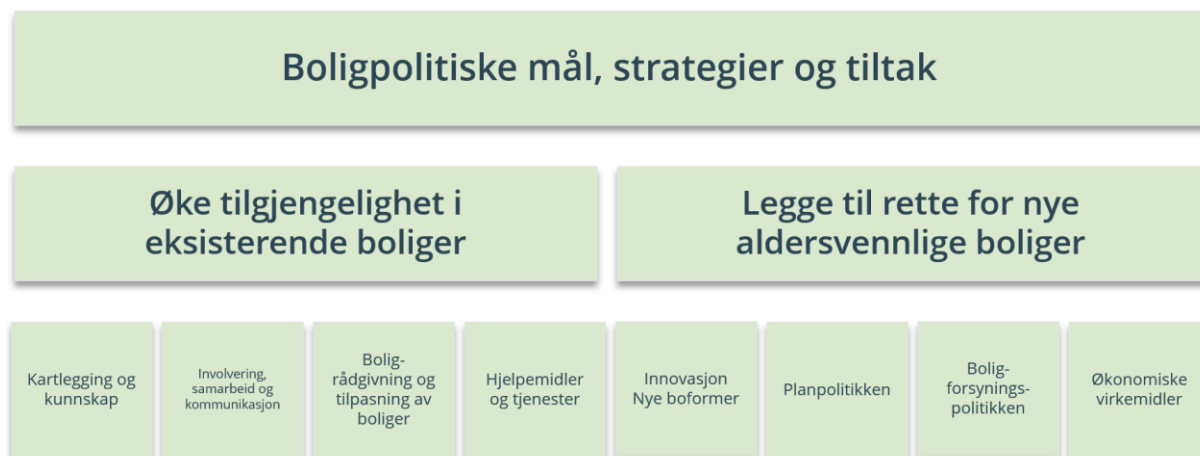 Boligpolitiske mål, strategier og tiltak
Øke tilgjengelighet i
eksisterende boliger
Legge til rette for nye
aldersvennlige boliger
Kartlegging og
kunnskap
Involvering,
samarbeid og
kommunikasjon
Bolig-
rådgivning og
tilpasning av
boliger
Hjelpemidler
og tjenester
Innovasjon
Nye boformer
Planpolitikken
Bolig-
forsynings-
politikken
Økonomiske
virkemidler